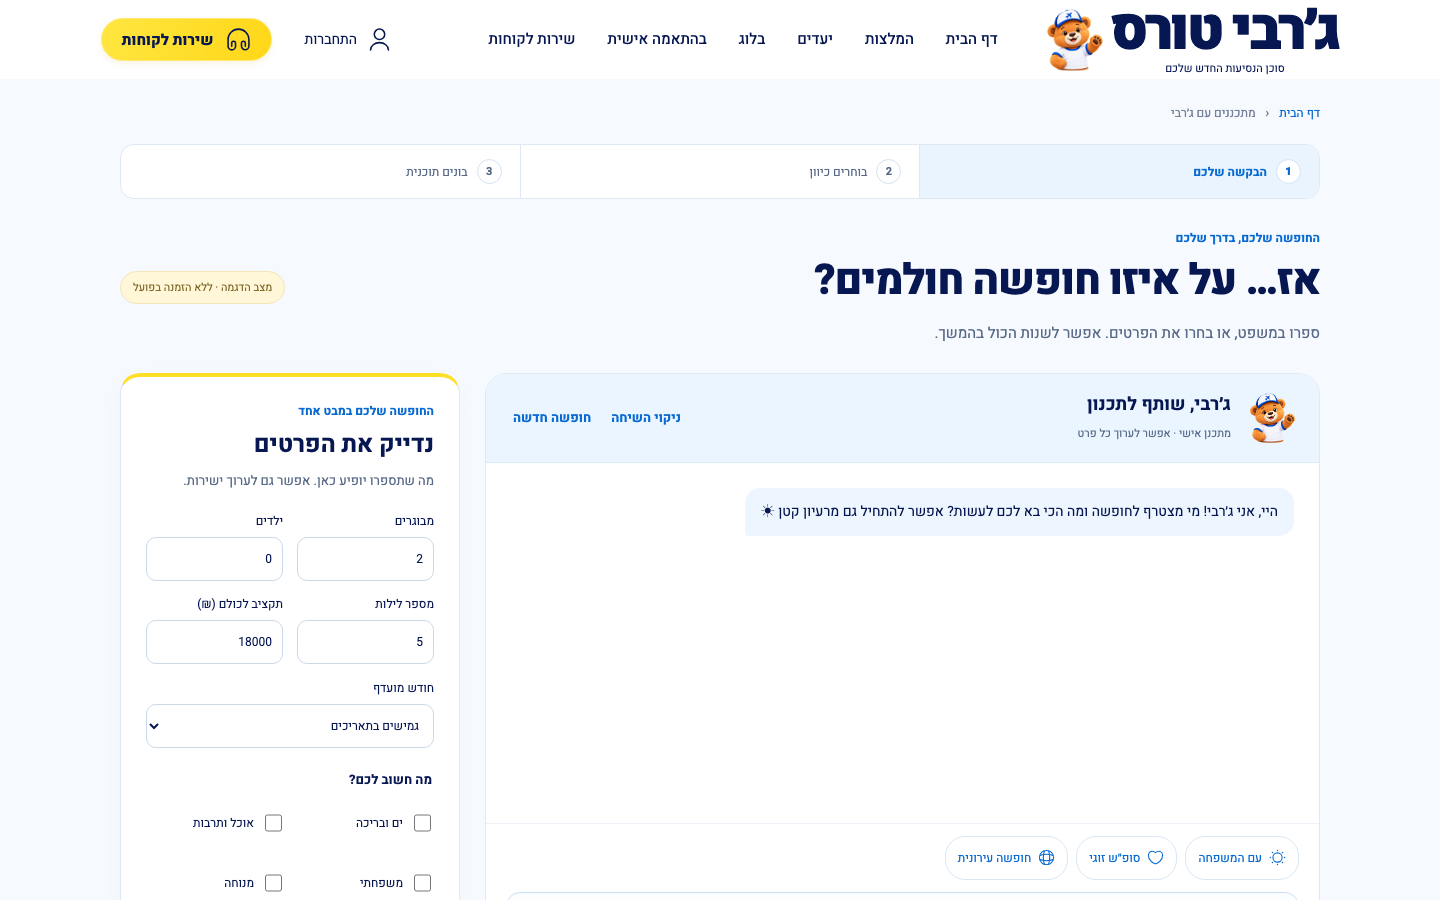 ג׳רבי טורס
סוכן הנסיעות החדש שלכם
דף הבית
המלצות
יעדים
בלוג
בהתאמה אישית
שירות לקוחות
התחברות
שירות לקוחות
דף הבית ‹ מתכננים עם ג׳רבי
1 הבקשה שלכם
2 בוחרים כיוון
3 בונים תוכנית
החופשה שלכם, בדרך שלכם
אז... על איזו חופשה חולמים?
מצב הדגמה · ללא הזמנה בפועל
ספרו במשפט, או בחרו את הפרטים. אפשר לשנות הכול בהמשך.
ג׳רבי, שותף לתכנון
מתכנן אישי · אפשר לערוך כל פרט
ניקוי השיחה
חופשה חדשה
היי, אני ג׳רבי! מי מצטרף לחופשה ומה הכי בא לכם לעשות? אפשר להתחיל גם מרעיון קטן ☀
עם המשפחה
סופ״ש זוגי
חופשה עירונית
החופשה שלכם במבט אחד
נדייק את הפרטים
מה שתספרו יופיע כאן. אפשר גם לערוך ישירות.
מבוגרים
ילדים
2
0
מספר לילות
תקציב לכולם (₪)
5
18000
חודש מועדף
גמישים בתאריכים
מה חשוב לכם?
ים ובריכה
אוכל ותרבות
משפחתי
מנוחה